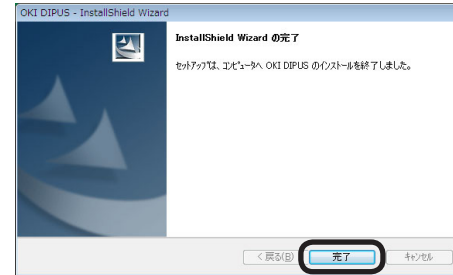 OKI DIPUS - InstallShield Wizard
InstallShield Wizard の完了
ｾｯﾄｱｯﾌﾟは、ｺﾝﾋﾟｭｰﾀへ OKI DIPUS のｲﾝｽﾄｰﾙを終了しました。
< 戻る(B) 完了 ｷｬﾝｾﾙ